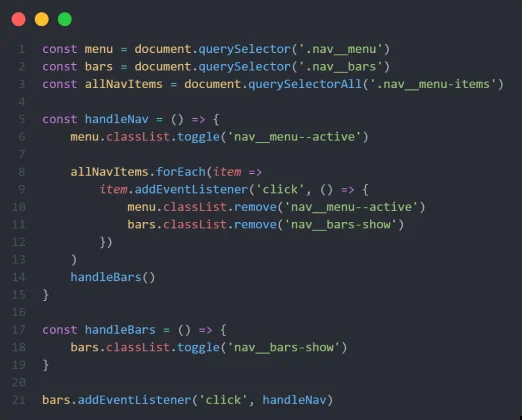 1 const menu = document.querySelector('.nav__menu')
2 const bars = document.querySelector('.nav__bars')
3 const allNavItems = document.querySelectorAll('.nav__menu-items')
4
5 const handleNav = () => {
6     menu.classList.toggle('nav__menu--active')
7
8     allNavItems.forEach(item =>
9         item.addEventListener('click', () => {
10             menu.classList.remove('nav__menu--active')
11             bars.classList.remove('nav__bars-show')
12         })
13     )
14     handleBars()
15 }
16
17 const handleBars = () => {
18     bars.classList.toggle('nav__bars-show')
19 }
20
21 bars.addEventListener('click', handleNav)